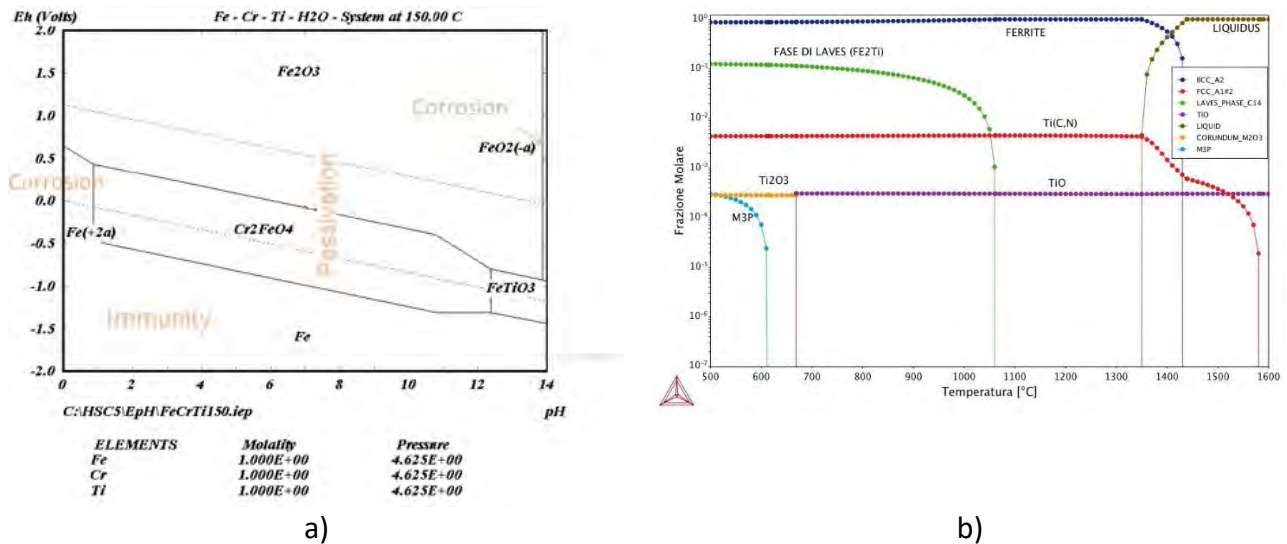 Eh (Volts)
Fe - Cr - Ti - H2O - System at 150.00 C
2.0
1.5
1.0
0.5
0.0
-0.5
-1.0
-1.5
-2.0
Fe2O3
Corrosion
FeO2(-a)
Corrosion
Passivation
Fe(+2a)
Cr2FeO4
FeTiO3
Immunity
Fe
0 2 4 6 8 10 12 14
C:\HSC5\EpH\FeCrTi150.iep
pH
ELEMENTS Molality Pressure
Fe 1.000E+00 4.625E+00
Cr 1.000E+00 4.625E+00
Ti 1.000E+00 4.625E+00
a)
10^0
10^-1
10^-2
10^-3
10^-4
10^-5
10^-6
10^-7
Frazione Molare
FERRITE
LIQUIDUS
FASE DI LAVES (FE2Ti)
BCC_A2
FCC_A1#2
LAVES_PHASE_C14
TIO
LIQUID
CORUNDUM_M2O3
M3P
Ti(C,N)
Ti2O3
TiO
M3P
500 600 700 800 900 1000 1100 1200 1300 1400 1500 1600
Temperatura [°C]
b)